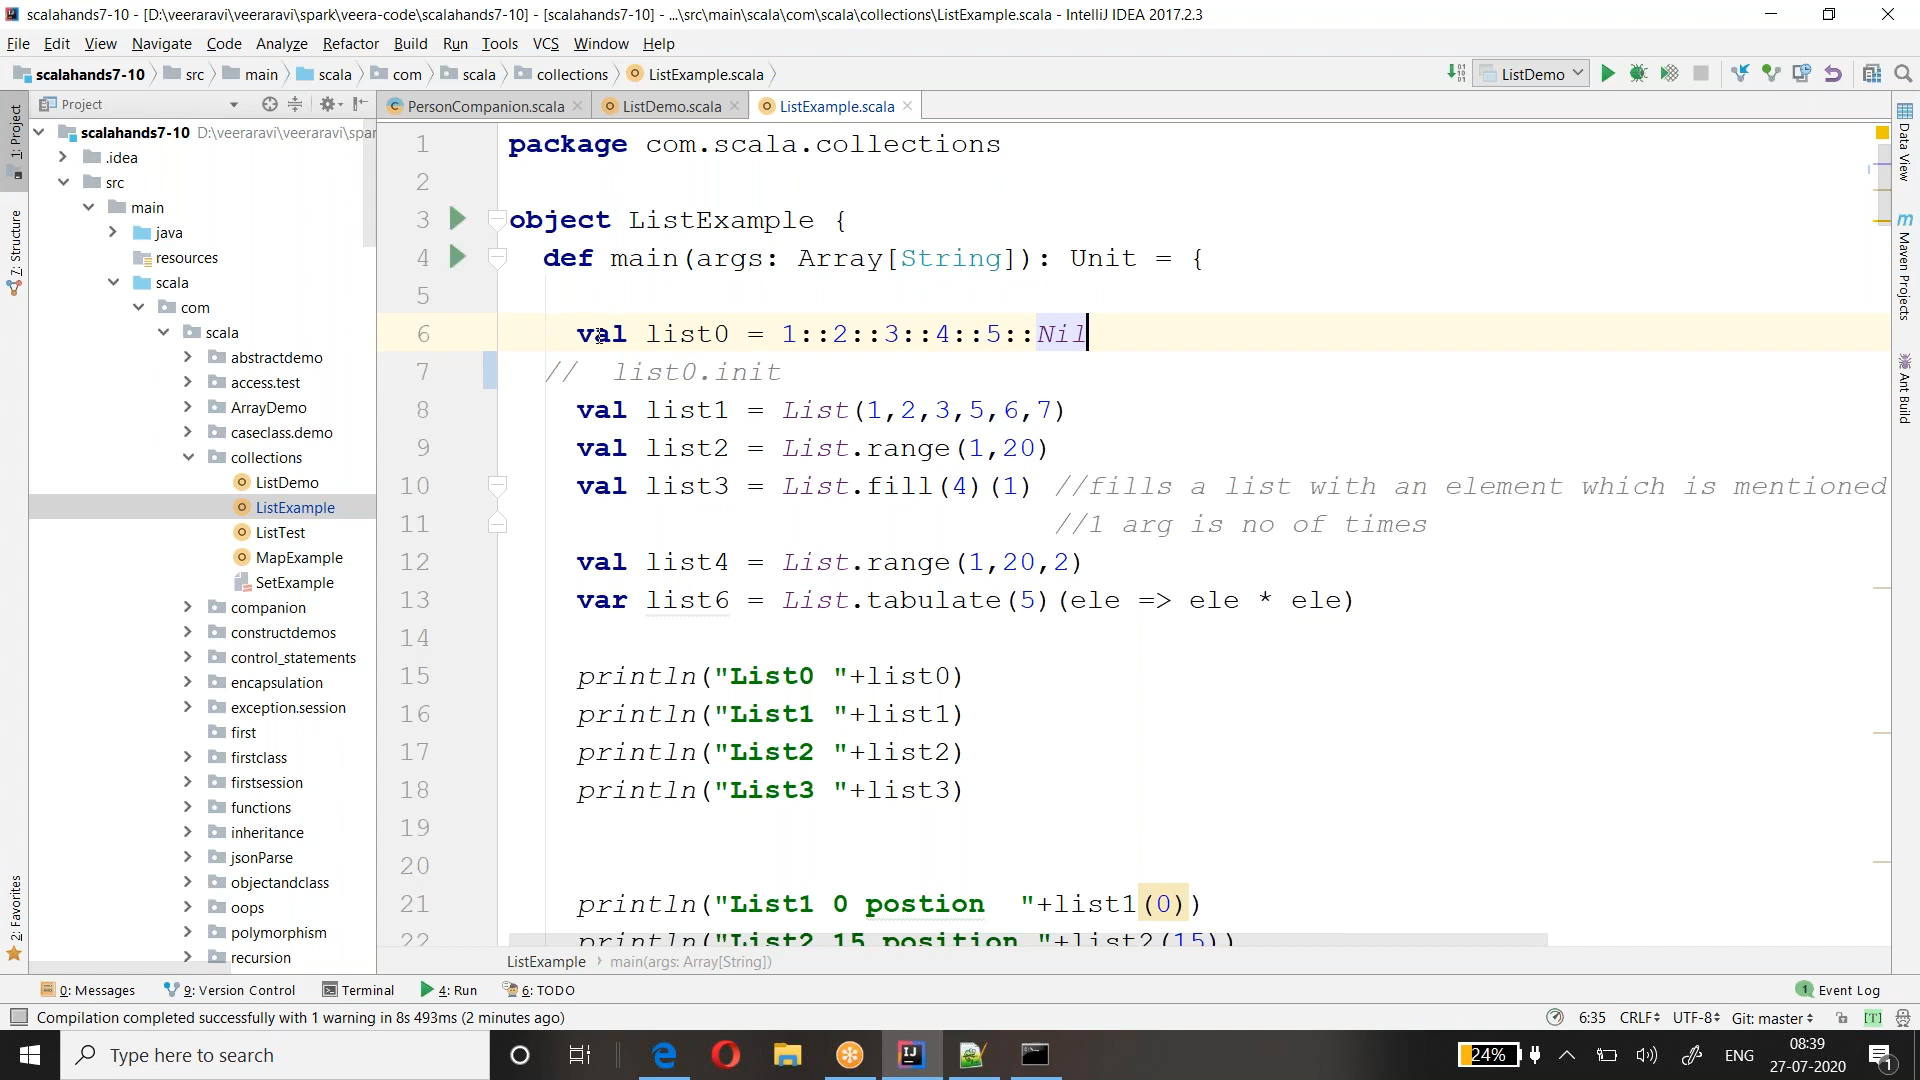 scalahands7-10 - [D:\veeraravi\veeraravi\spark\veera-code\scalahands7-10] - [scalahands7-10] - ...\src\main\scala\com\scala\collections\ListExample.scala - IntelliJ IDEA 2017.2.3
File Edit View Navigate Code Analyze Refactor Build Run Tools VCS Window Help
scalahands7-10 src main scala com scala collections ListExample.scala ListDemo
Project PersonCompanion.scala ListDemo.scala ListExample.scala
1: Project
7: Structure
2: Favorites
scalahands7-10 D:\veeraravi\veeraravi\spar
.idea
src
main
java
resources
scala
com
scala
abstractdemo
access.test
ArrayDemo
caseclass.demo
collections
ListDemo
ListExample
ListTest
MapExample
SetExample
companion
constructdemos
control_statements
encapsulation
exception.session
first
firstclass
firstsession
functions
inheritance
jsonParse
objectandclass
oops
polymorphism
recursion
1 package com.scala.collections
2
3 object ListExample {
4 def main(args: Array[String]): Unit = {
5
6 val list0 = 1::2::3::4::5::Nil
7 // list0.init
8 val list1 = List(1,2,3,5,6,7)
9 val list2 = List.range(1,20)
10 val list3 = List.fill(4)(1) //fills a list with an element which is mentioned
11 //1 arg is no of times
12 val list4 = List.range(1,20,2)
13 var list6 = List.tabulate(5)(ele => ele * ele)
14
15 println("List0 "+list0)
16 println("List1 "+list1)
17 println("List2 "+list2)
18 println("List3 "+list3)
19
20
21 println("List1 0 postion "+list1(0))
22 println("List2 15 position "+list2(15))
ListExample main(args: Array[String])
Data View
Maven Projects
Ant Build
0: Messages 9: Version Control Terminal 4: Run 6: TODO 1 Event Log
Compilation completed successfully with 1 warning in 8s 493ms (2 minutes ago) 6:35 CRLF UTF-8 Git: master [T]
Type here to search 24% ENG 08:39
27-07-2020 1